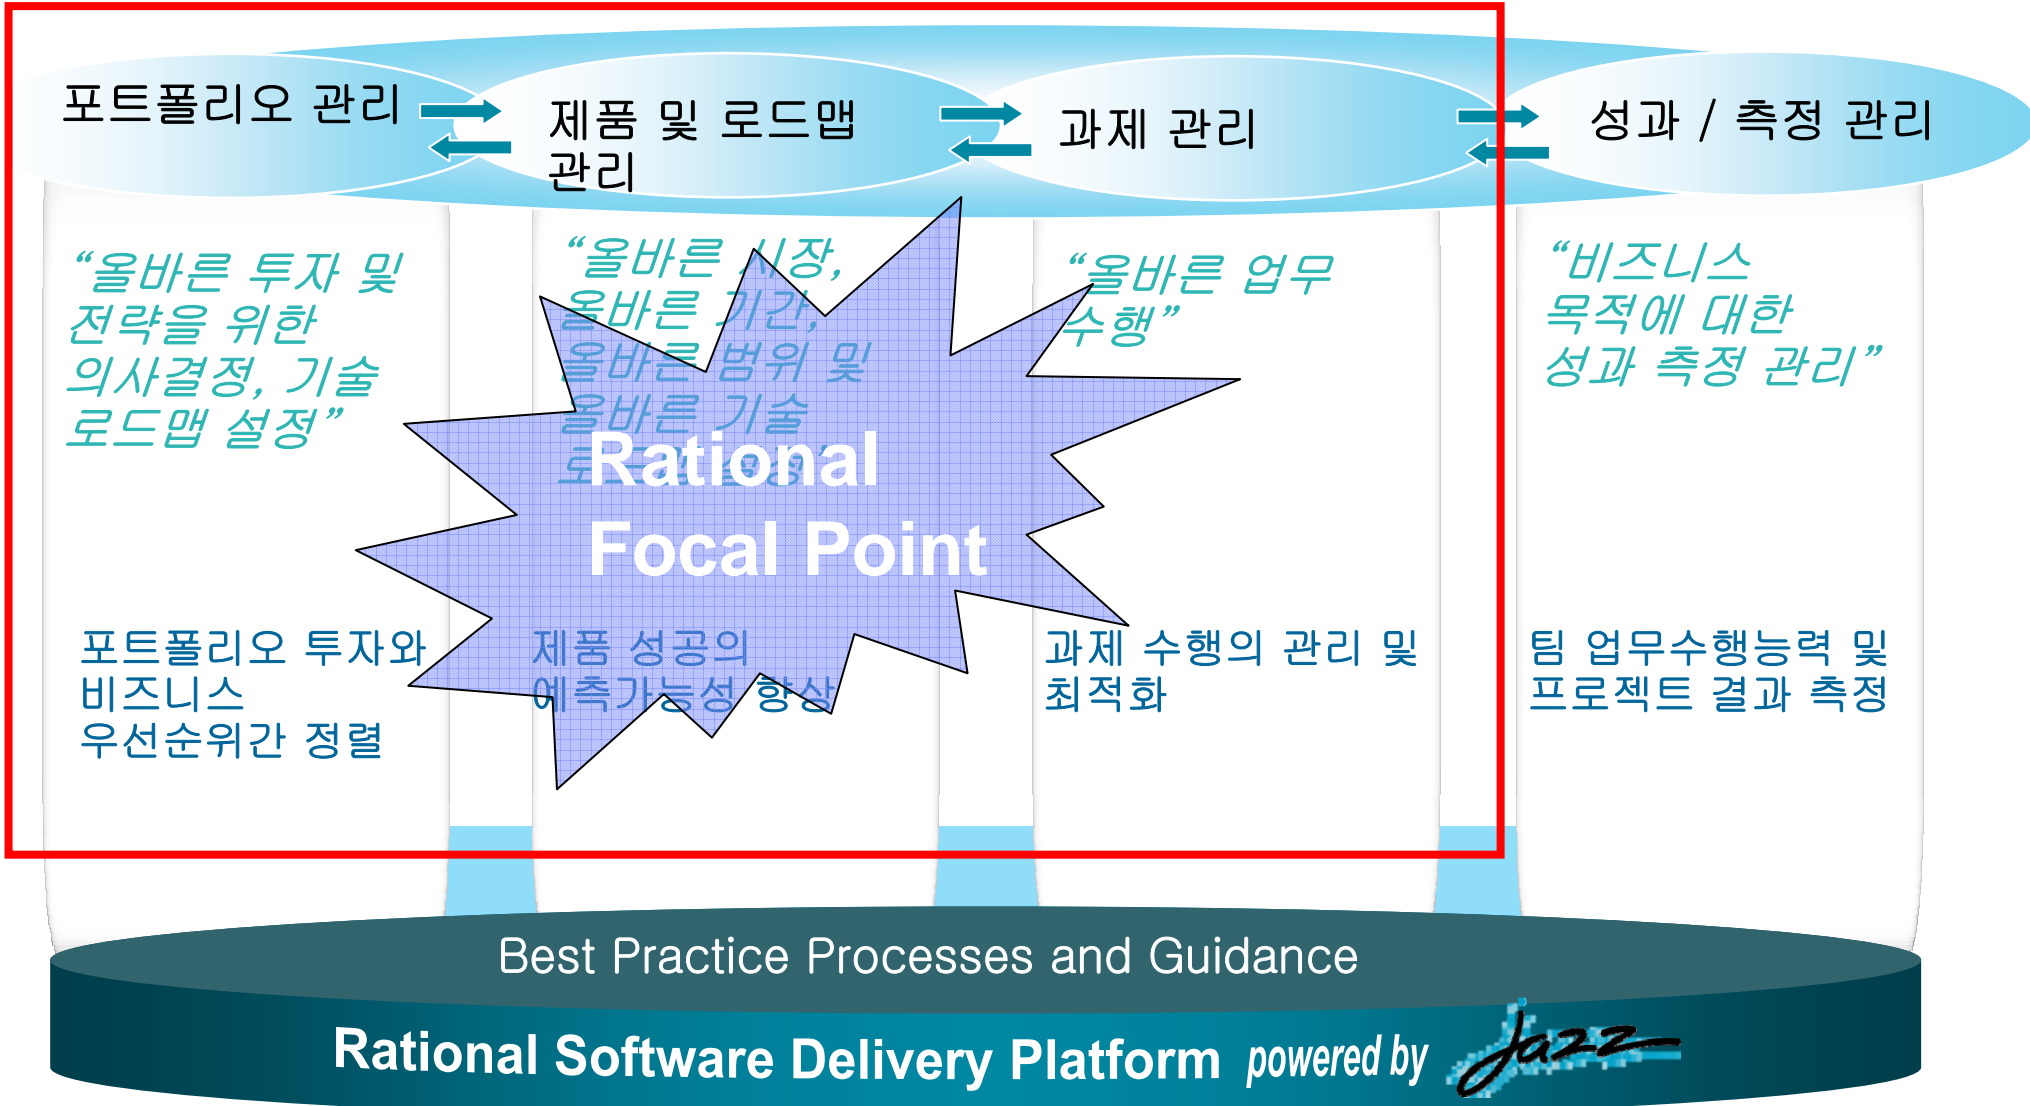 포트폴리오 관리
제품 및 로드맵
관리
과제 관리
성과 / 측정 관리
“올바른 투자 및
전략을 위한
의사결정, 기술
로드맵 설정”
“올바른 시장,
올바른 기간,
올바른 범위 및
올바른 기술
로드맵 설정”
“올바른 업무
수행”
“비즈니스
목적에 대한
성과 측정 관리”
Rational
Focal Point
포트폴리오 투자와
비즈니스
우선순위간 정렬
제품 성공의
예측가능성 향상
과제 수행의 관리 및
최적화
팀 업무수행능력 및
프로젝트 결과 측정
Best Practice Processes and Guidance
Rational Software Delivery Platform powered by Jazz